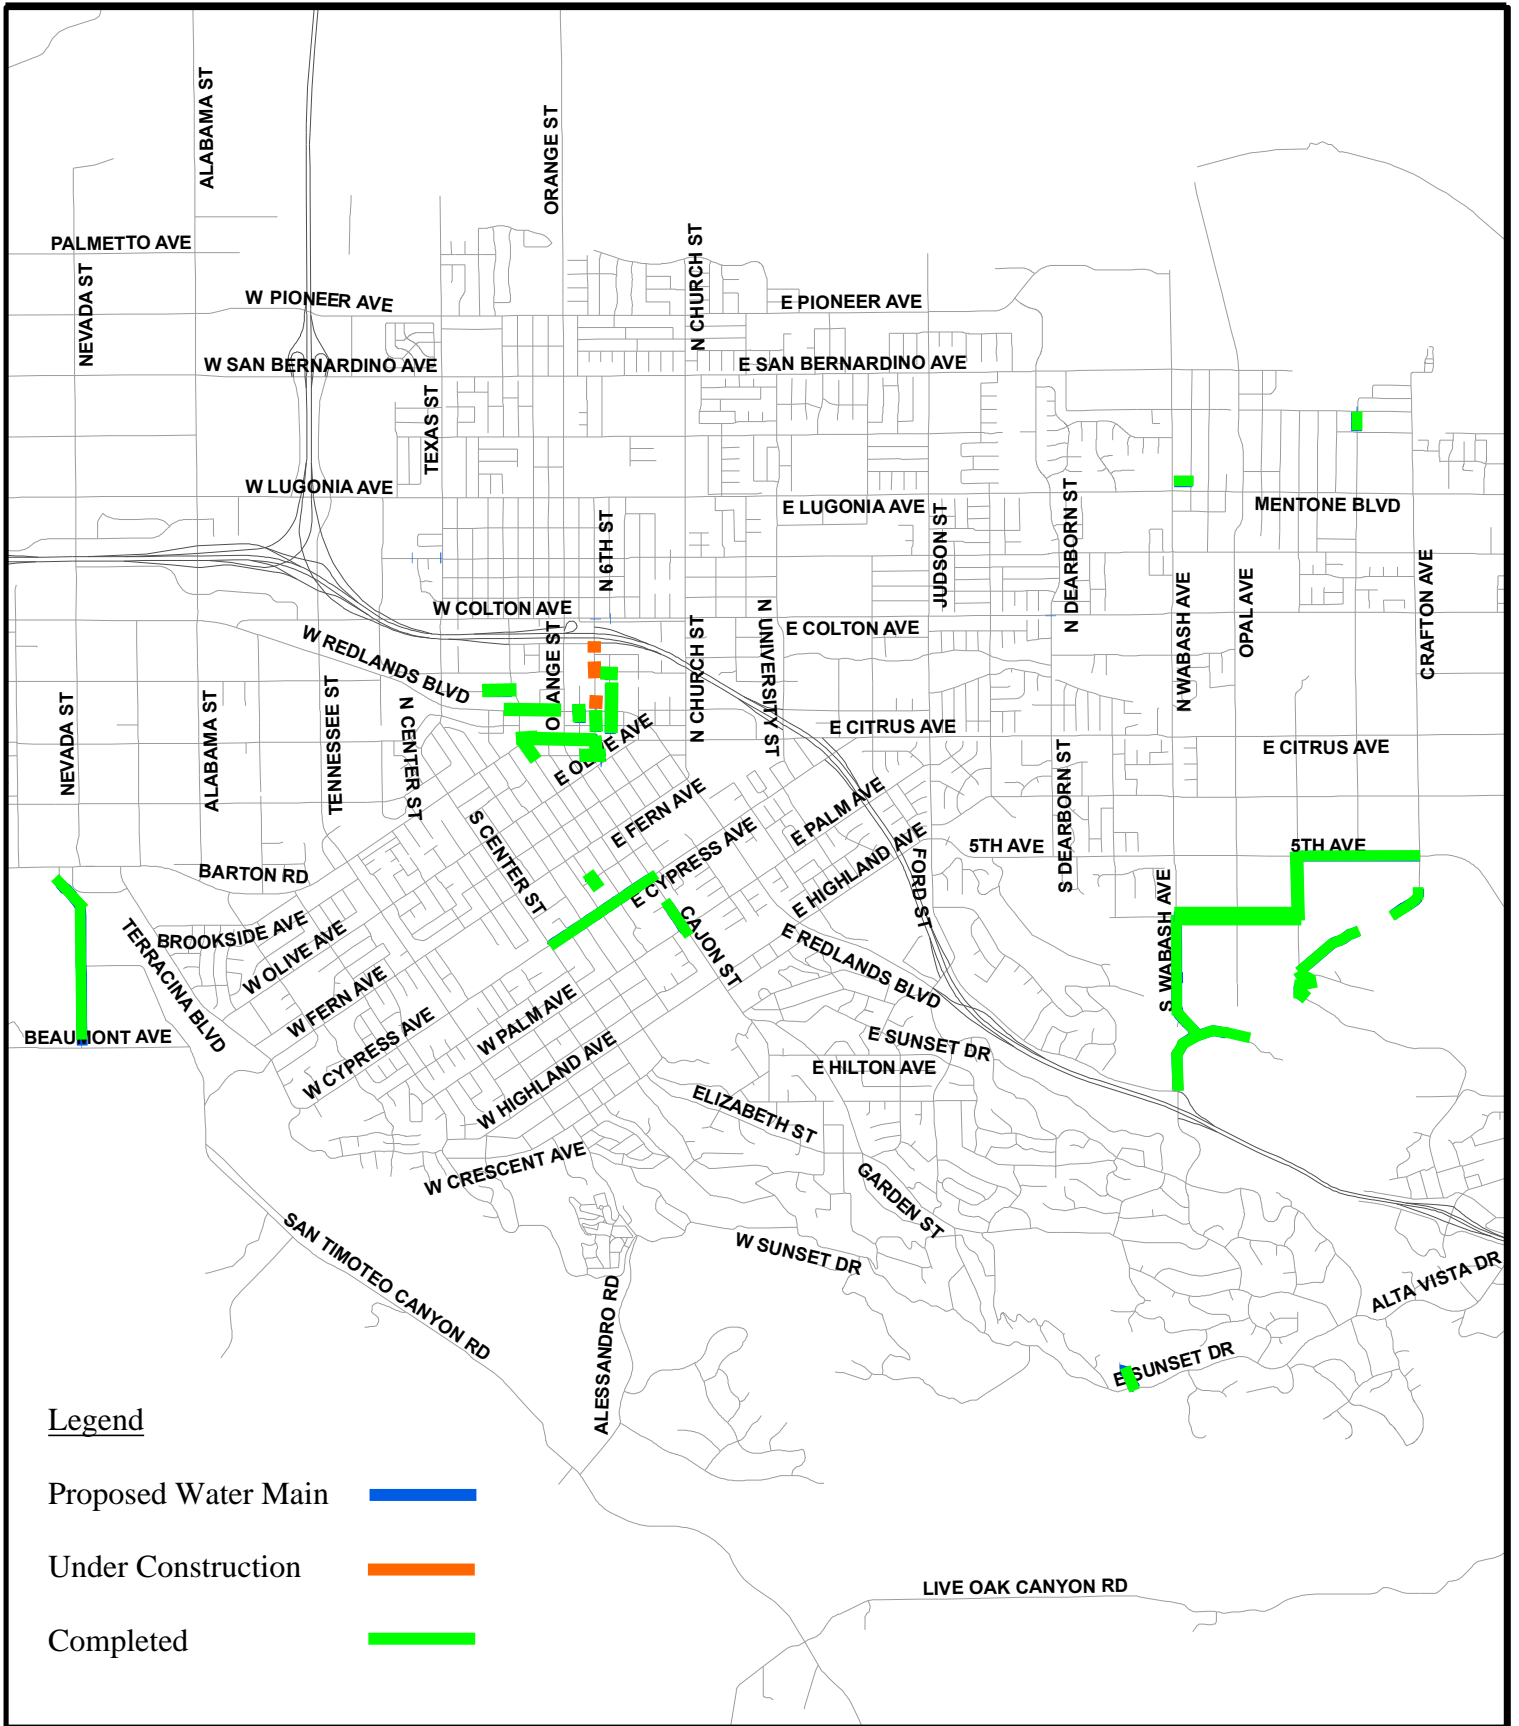 ALABAMA ST
ORANGE ST
PALMETTO AVE
NEVADA ST
N CHURCH ST
W PIONEER AVE
E PIONEER AVE
W SAN BERNARDINO AVE
E SAN BERNARDINO AVE
TEXAS ST
W LUGONIA AVE
E LUGONIA AVE
MENTONE BLVD
N 6TH ST
JUDSON ST
N DEARBORN ST
N WABASH AVE
OPAL AVE
CRAFTON AVE
W COLTON AVE
E COLTON AVE
W REDLANDS BLVD
ORANGE ST
N CHURCH ST
N UNIVERSITY ST
NEVADA ST
ALABAMA ST
TENNESSEE ST
N CENTER ST
E CITRUS AVE
E CITRUS AVE
E OLIVE AVE
S DEARBORN ST
E FERN AVE
E PALM AVE
S CENTER ST
E CYPRESS AVE
E HIGHLAND AVE
FORD ST
5TH AVE
5TH AVE
BARTON RD
S WABASH AVE
BROOKSIDE AVE
TERRACINA BLVD
W OLIVE AVE
CAJON ST
E REDLANDS BLVD
W FERN AVE
W PALM AVE
BEAUMONT AVE
W CYPRESS AVE
E SUNSET DR
E HILTON AVE
W HIGHLAND AVE
ELIZABETH ST
W CRESCENT AVE
GARDEN ST
SAN TIMOTEO CANYON RD
W SUNSET DR
ALTA VISTA DR
ALESSANDRO RD
E SUNSET DR
Legend
Proposed Water Main
Under Construction
LIVE OAK CANYON RD
Completed